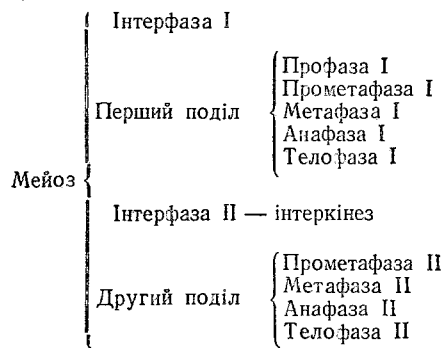 Інтерфаза I
Профаза I
Прометафаза I
Перший поділ
Метафаза I
Анафаза I
Телофаза I
Мейоз
Інтерфаза II — інтеркінез
Прометафаза II
Метафаза II
Другий поділ
Анафаза II
Телофаза II